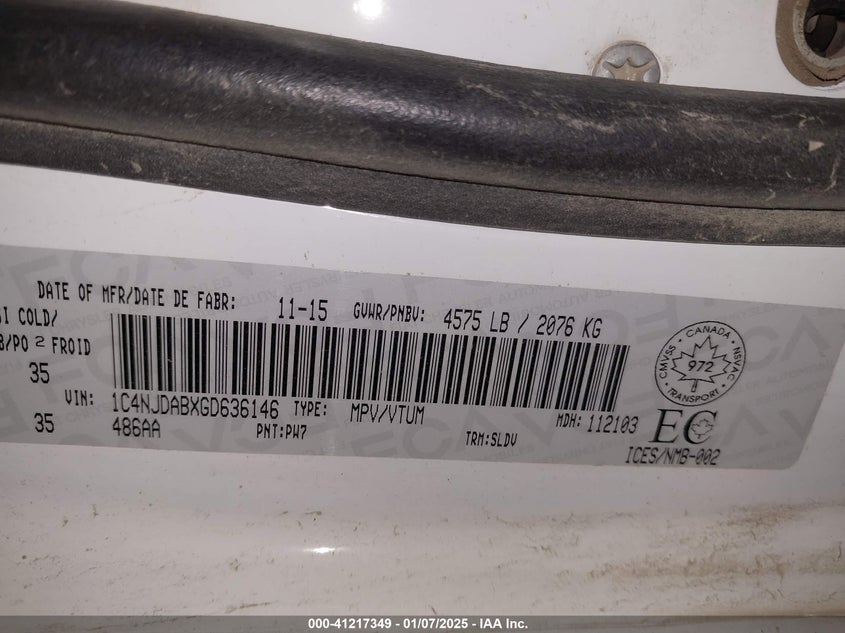 DATE OF MFR/DATE DE FABR: 11-15 GVWR/PNBV: 4575 LB / 2076 KG
COLD/
PO 2 FROID
35
VIN: 1C4NJDABXGD636146 TYPE: MPV/VTUM MDH: 112103
35 486AA PNT:PW7 TRM:SLDV
CANADA
CMVSS NSVAC
972
TRANSPORT
EC
ICES/NMB-002
000-41217349 - 01/07/2025 - IAA Inc.